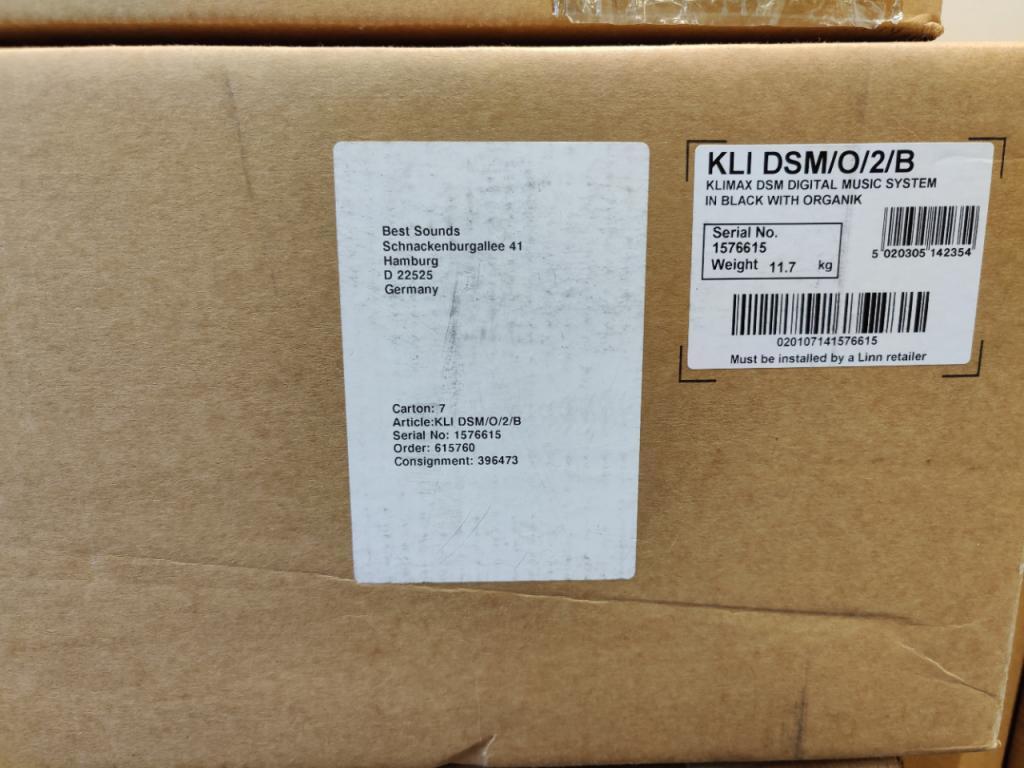 Best Sounds
Schnackenburgallee 41
Hamburg
D 22525
Germany
Carton: 7
Article:KLI DSM/O/2/B
Serial No: 1576615
Order: 615760
Consignment: 396473
KLI DSM/O/2/B
KLIMAX DSM DIGITAL MUSIC SYSTEM
IN BLACK WITH ORGANIK
Serial No.
1576615
Weight 11.7 kg
5 020305 142354
020107141576615
Must be installed by a Linn retailer